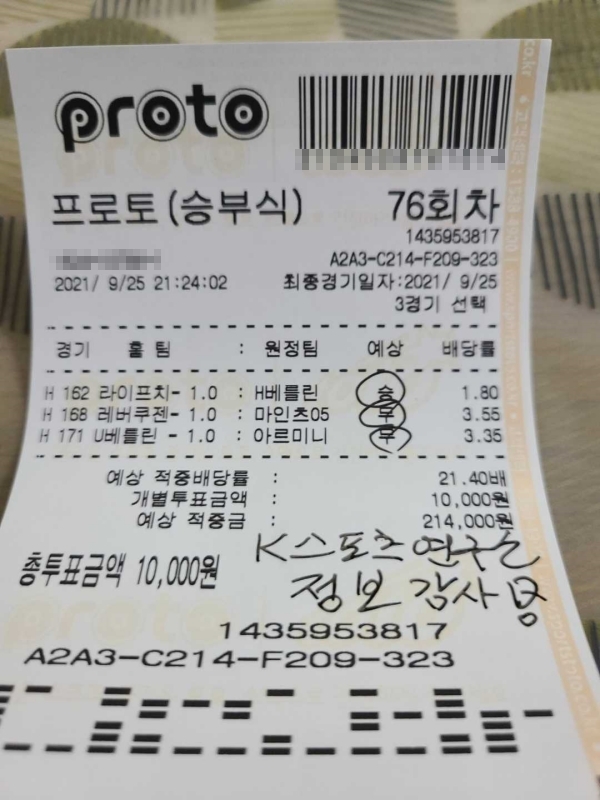 proto
프로토(승부식) 76회차
1435953817
A2A3-C214-F209-323
2021/ 9/25 21:24:02 최종경기일자:2021/ 9/25
3경기 선택
경기 홈 팀 : 원정팀 예상 배당률
H 162 라이프치- 1.0 : H베를린 승 1.80
H 168 레버쿠젠- 1.0 : 마인츠05 무 3.55
H 171 U베를린- 1.0 : 아르미니 무 3.35
예상 적중배당률 : 21.40배
개별투표금액 : 10,000원
예상 적중금 : 214,000원
총투표금액 10,000원
K스포츠연구소
정보 감사
1435953817
A2A3-C214-F209-323